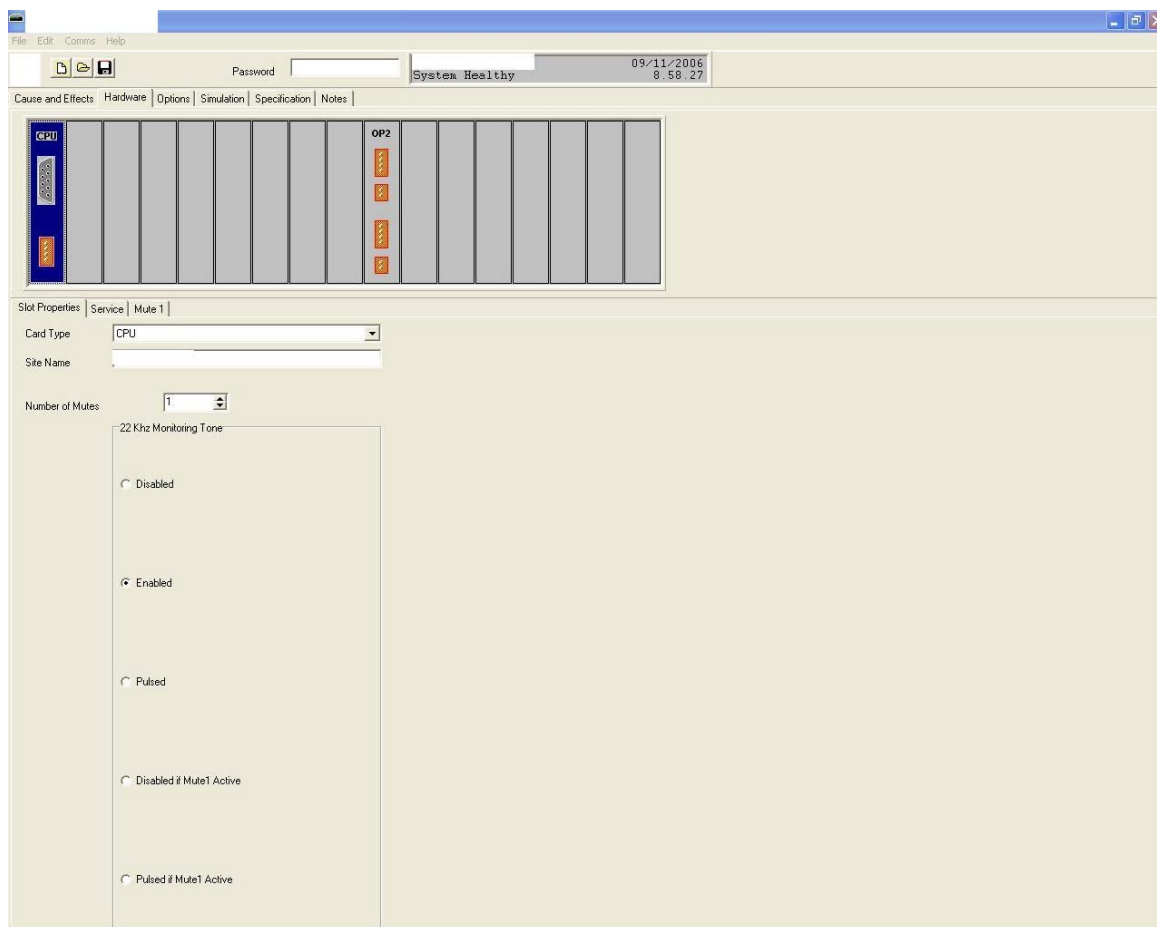 File Edit Comms Help
Password
09/11/2006
System Healthy 8.58.27
Cause and Effects Hardware Options Simulation Specification Notes
CPU OP2
Slot Properties Service Mute 1
Card Type CPU
Site Name
Number of Mutes 1
22 Khz Monitoring Tone
Disabled
Enabled
Pulsed
Disabled if Mute1 Active
Pulsed if Mute1 Active